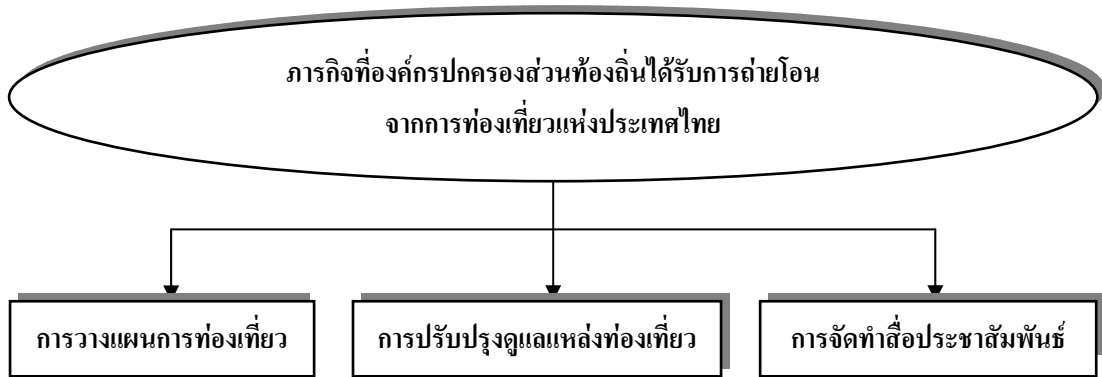 ภารกิจที่องค์กรปกครองส่วนท้องถิ่นได้รับการถ่ายโอน
จากการท่องเที่ยวแห่งประเทศไทย
การวางแผนการท่องเที่ยว
การปรับปรุงดูแลแหล่งท่องเที่ยว
การจัดทำสื่อประชาสัมพันธ์